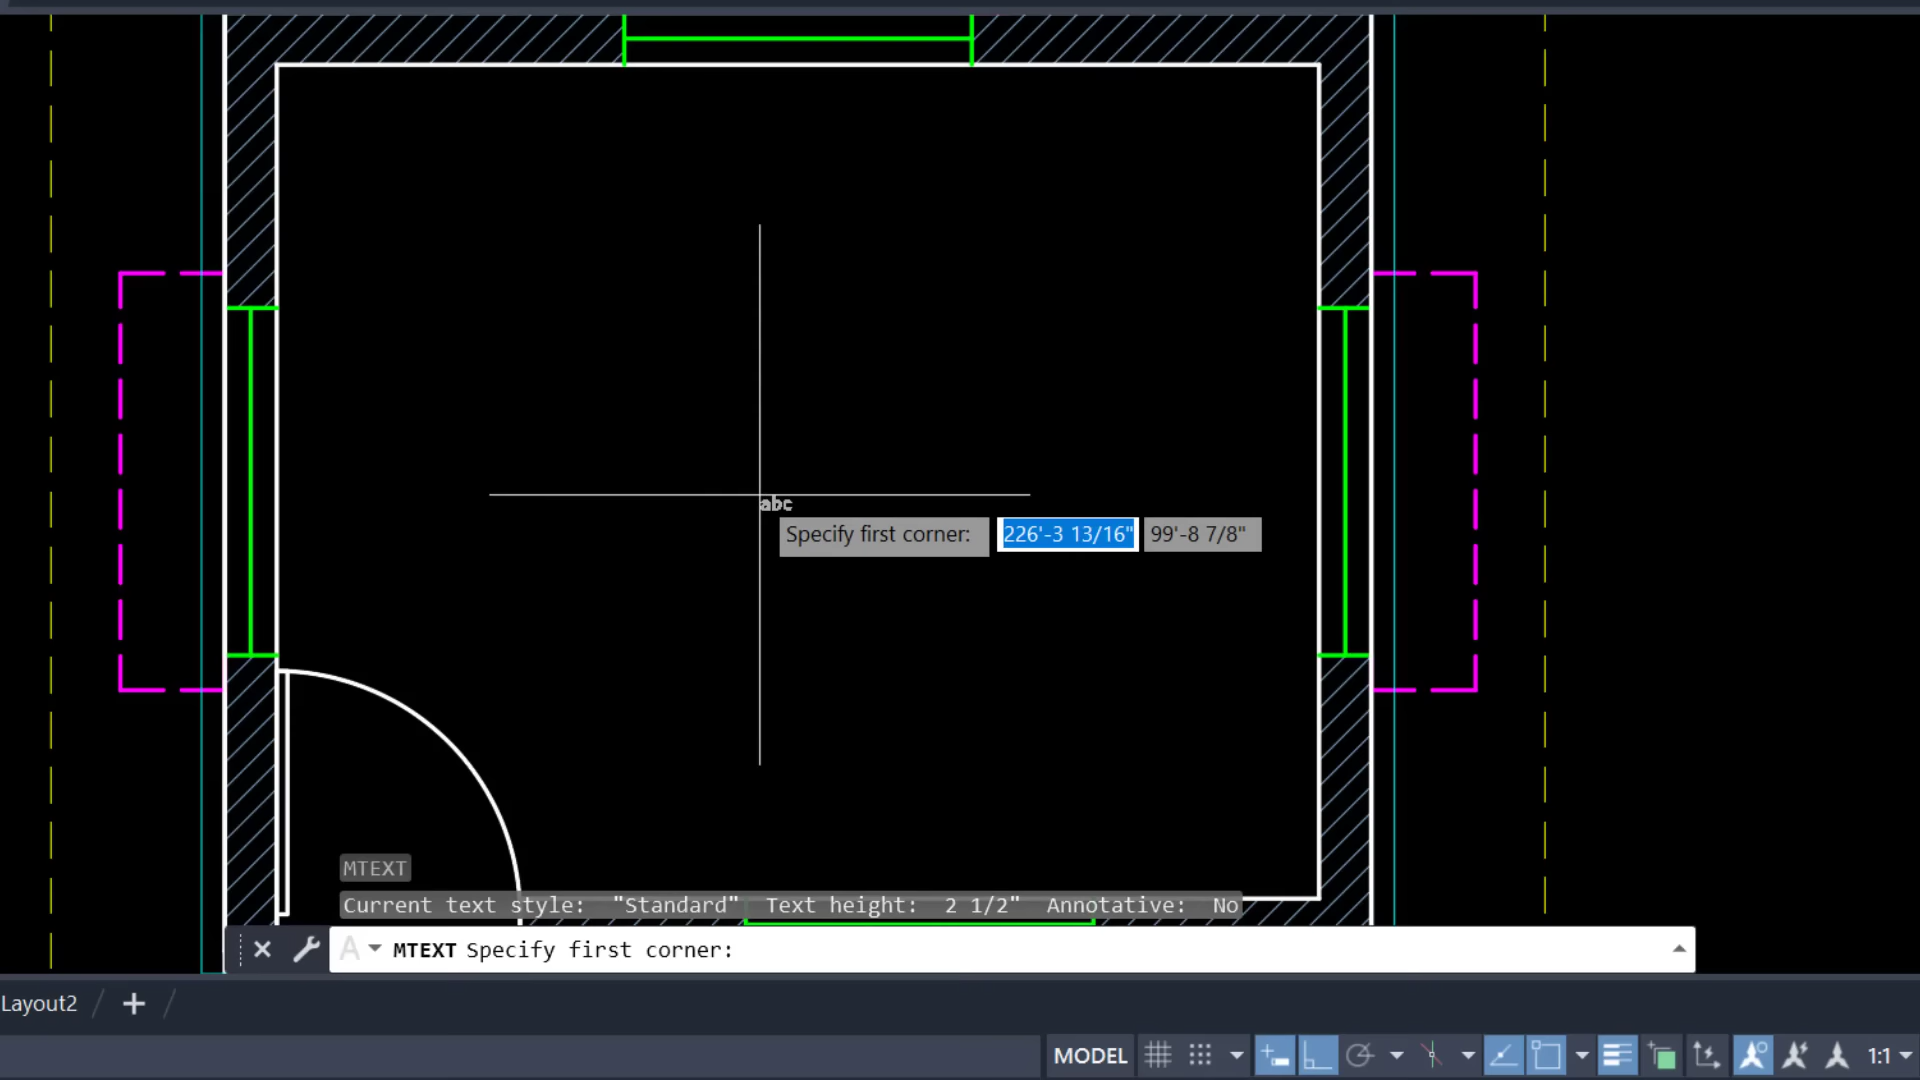 abc
Specify first corner: 226'-3 13/16" 99'-8 7/8"
MTEXT
Current text style: "Standard" Text height: 2 1/2" Annotative: No
MTEXT Specify first corner:
Layout2
MODEL 1:1